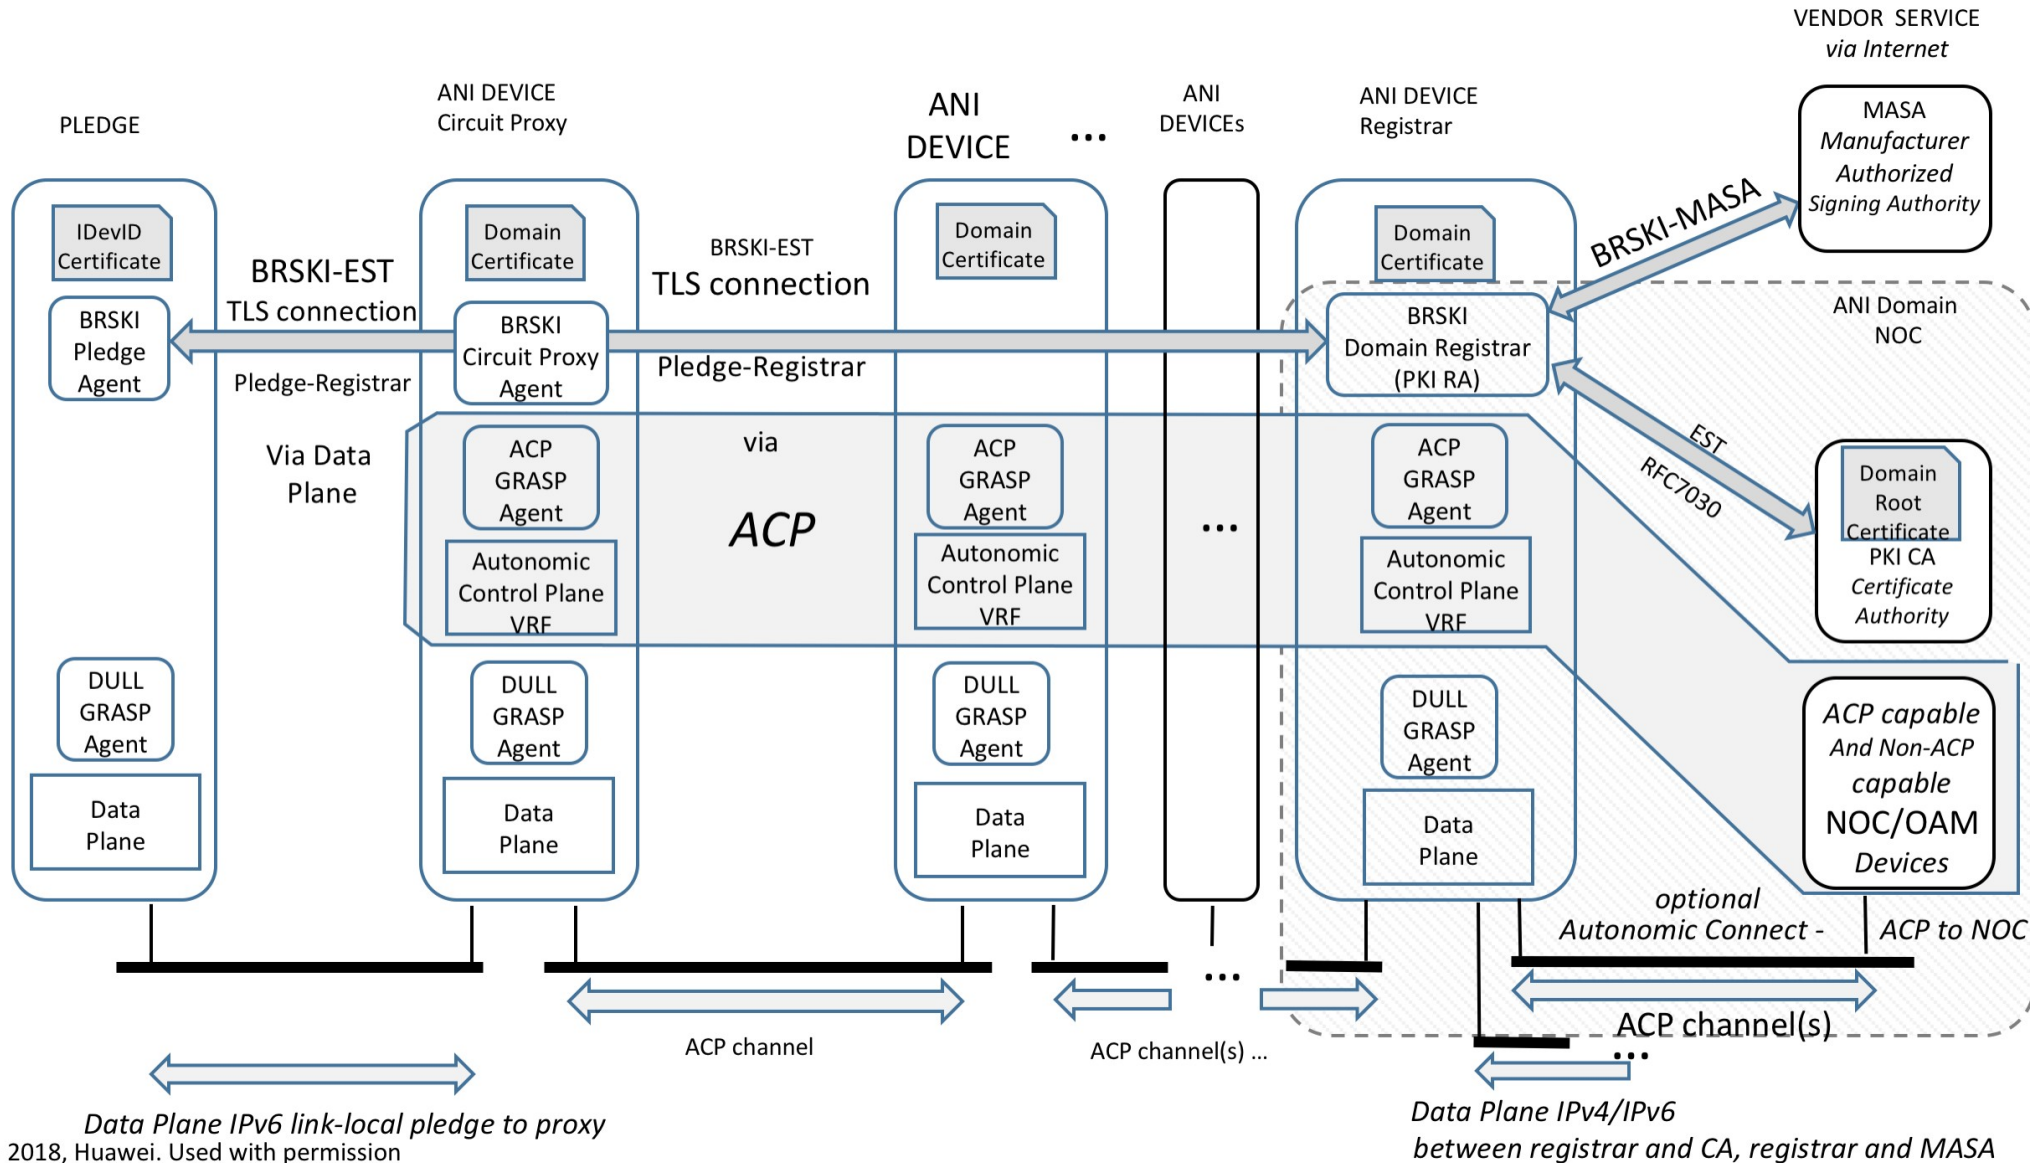 VENDOR  SERVICE
via Internet
PLEDGE
ANI DEVICE
Circuit Proxy
ANI
DEVICE
...
ANI
DEVICEs
ANI DEVICE
Registrar
MASA
Manufacturer
Authorized
Signing Authority
IDevID
Certificate
BRSKI
Pledge
Agent
DULL
GRASP
Agent
Data
Plane
BRSKI-EST
TLS connection
Pledge-Registrar
Via Data
Plane
Domain
Certificate
BRSKI
Circuit Proxy
Agent
ACP
GRASP
Agent
Autonomic
Control Plane
VRF
DULL
GRASP
Agent
Data
Plane
BRSKI-EST
TLS connection
Pledge-Registrar
via
ACP
Domain
Certificate
ACP
GRASP
Agent
Autonomic
Control Plane
VRF
DULL
GRASP
Agent
Data
Plane
...
Domain
Certificate
BRSKI
Domain Registrar
(PKI RA)
ACP
GRASP
Agent
Autonomic
Control Plane
VRF
DULL
GRASP
Agent
Data
Plane
BRSKI-MASA
ANI Domain
NOC
EST
RFC7030
Domain
Root
Certificate
PKI CA
Certificate
Authority
ACP capable
And Non-ACP
capable
NOC/OAM
Devices
optional
Autonomic Connect -
ACP to NOC
...
ACP channel
ACP channel(s) ...
ACP channel(s)
...
Data Plane IPv6 link-local pledge to proxy
Data Plane IPv4/IPv6
between registrar and CA, registrar and MASA
2018, Huawei. Used with permission